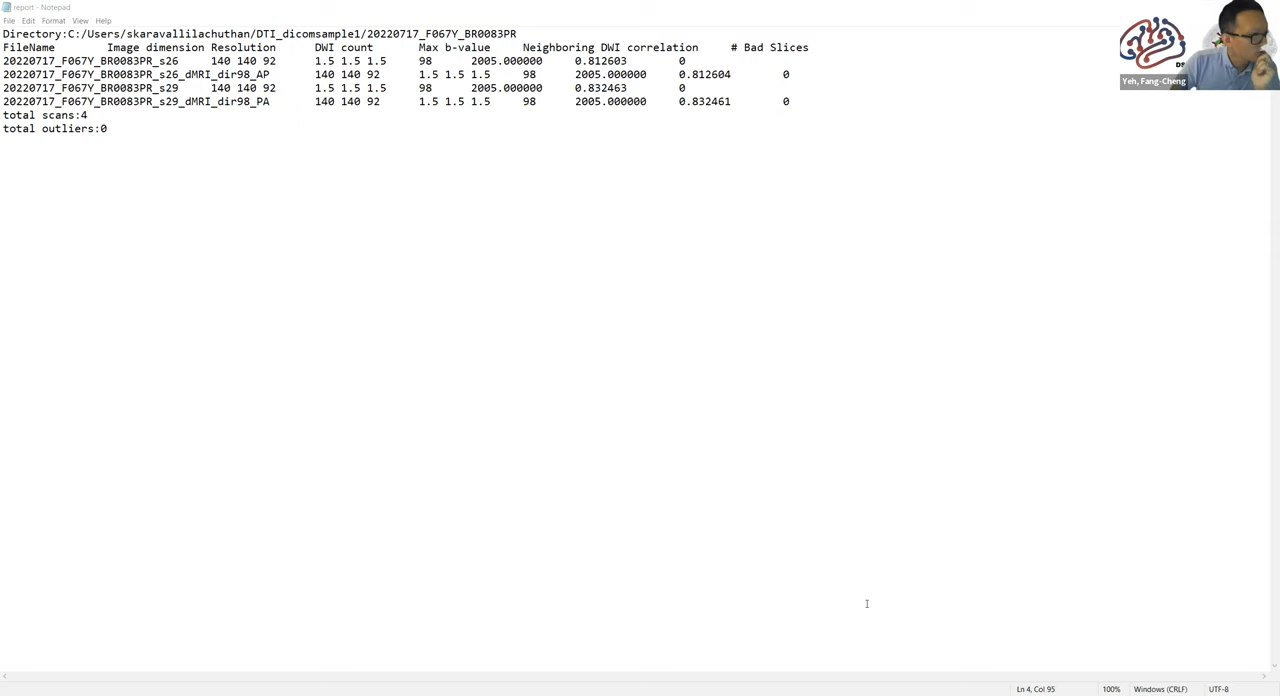 report - Notepad
File Edit Format View Help
Directory:C:/Users/skaravallilachuthan/DTI_dicomsample1/20220717_F067Y_BR0083PR
FileName Image dimension Resolution DWI count Max b-value Neighboring DWI correlation # Bad Slices
20220717_F067Y_BR0083PR_s26 140 140 92 1.5 1.5 1.5 98 2005.000000 0.812603 0
20220717_F067Y_BR0083PR_s26_dMRI_dir98_AP 140 140 92 1.5 1.5 1.5 98 2005.000000 0.812604 0
20220717_F067Y_BR0083PR_s29 140 140 92 1.5 1.5 1.5 98 2005.000000 0.832463 0
20220717_F067Y_BR0083PR_s29_dMRI_dir98_PA 140 140 92 1.5 1.5 1.5 98 2005.000000 0.832461 0
total scans:4
total outliers:0
DS
Yeh, Fang-Cheng
Ln 4, Col 95 100% Windows (CRLF) UTF-8